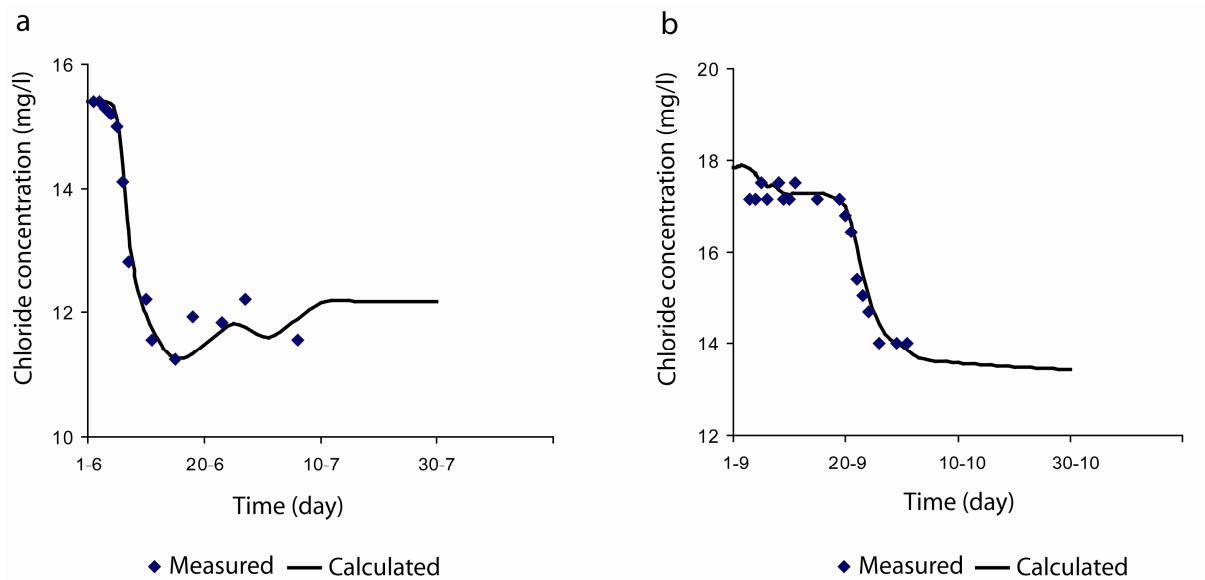 a
Chloride concentration (mg/l)
16
14
12
10
1-6
20-6
10-7
30-7
Time (day)
Measured
Calculated
b
Chloride concentration (mg/l)
20
18
16
14
12
1-9
20-9
10-10
30-10
Time (day)
Measured
Calculated